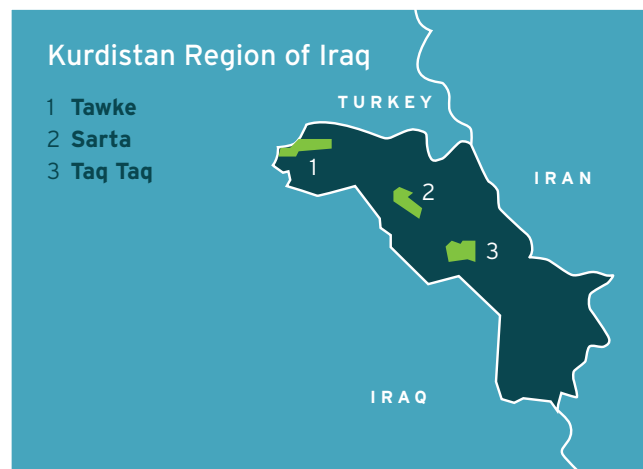 Kurdistan Region of Iraq
1 Tawke
2 Sarta
3 Taq Taq
TURKEY
IRAN
1
2
3
IRAQ